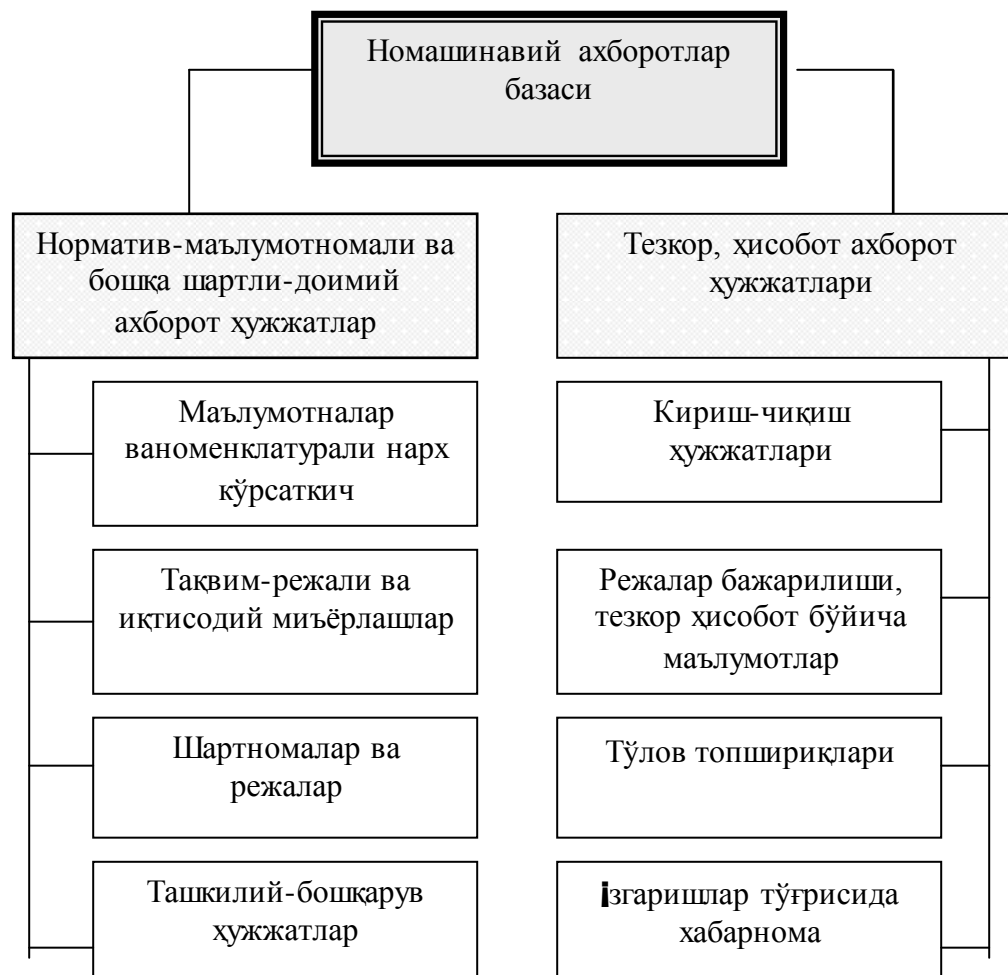 Номашинавий ахборотлар
базаси
Норматив-маълумотномали ва
бошқа шартли-доимий
ахборот ҳужжатлар
Маълумотналар
ваноменклатурали нарх
кўрсаткич
Тақвим-режали ва
иқтисодий миъёрлашлар
Шартномалар ва
режалар
Ташкилий-бошқарув
ҳужжатлар
Тезкор, ҳисобот ахборот
ҳужжатлари
Кириш-чиқиш
ҳужжатлари
Режалар бажарилиши,
тезкор ҳисобот бўйича
маълумотлар
Тўлов топшириқлари
ўзгаришлар тўғрисида
хабарнома